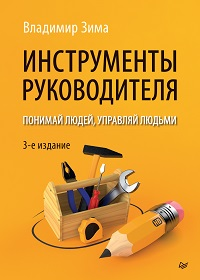 Владимир Зима
ИНСТРУМЕНТЫ
РУКОВОДИТЕЛЯ
ПОНИМАЙ ЛЮДЕЙ, УПРАВЛЯЙ ЛЮДЬМИ
3-е издание